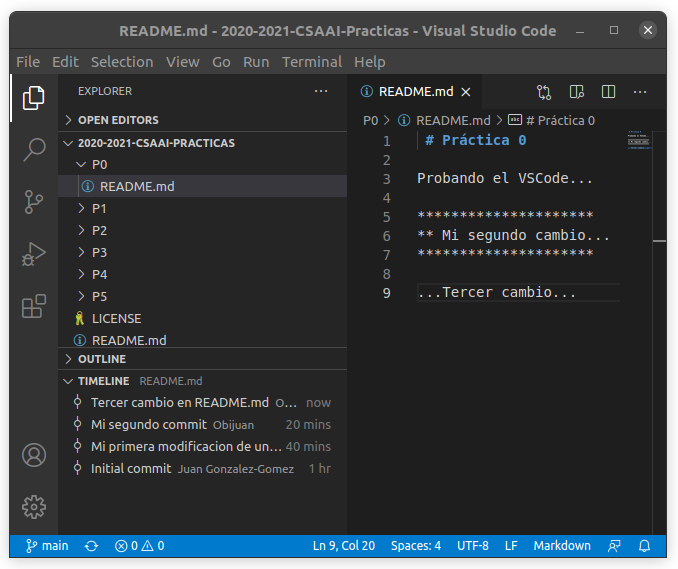 README.md - 2020-2021-CSAAI-Practicas - Visual Studio Code
File Edit Selection View Go Run Terminal Help
EXPLORER
OPEN EDITORS
2020-2021-CSAAI-PRACTICAS
P0
README.md
P1
P2
P3
P4
P5
LICENSE
README.md
OUTLINE
TIMELINE README.md
Tercer cambio en README.md O... now
Mi segundo commit Obijuan 20 mins
Mi primera modificacion de un... 40 mins
Initial commit Juan Gonzalez-Gomez 1 hr
README.md
P0 > README.md > abc # Práctica 0
1 # Práctica 0
2
3 Probando el VSCode...
4
5 *********************
6 ** Mi segundo cambio...
7 *********************
8
9 ...Tercer cambio...
main 0 0 Ln 9, Col 20 Spaces: 4 UTF-8 LF Markdown